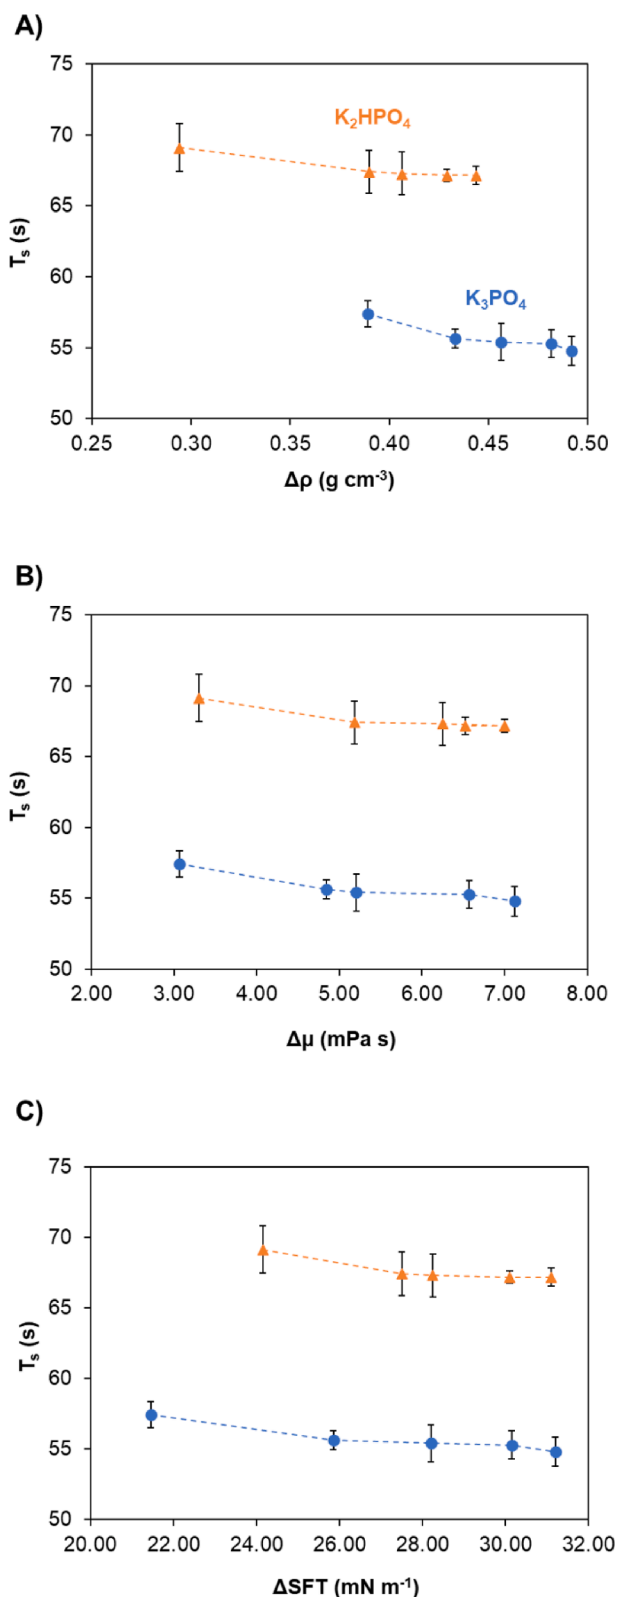 A)
75
70
65
60
55
50
T_s (s)
K₂HPO₄
K₃PO₄
0.25 0.30 0.35 0.40 0.45 0.50
Δρ (g cm⁻³)
B)
75
70
65
60
55
50
T_s (s)
2.00 3.00 4.00 5.00 6.00 7.00 8.00
Δμ (mPa s)
C)
75
70
65
60
55
50
T_s (s)
20.00 22.00 24.00 26.00 28.00 30.00 32.00
ΔSFT (mN m⁻¹)